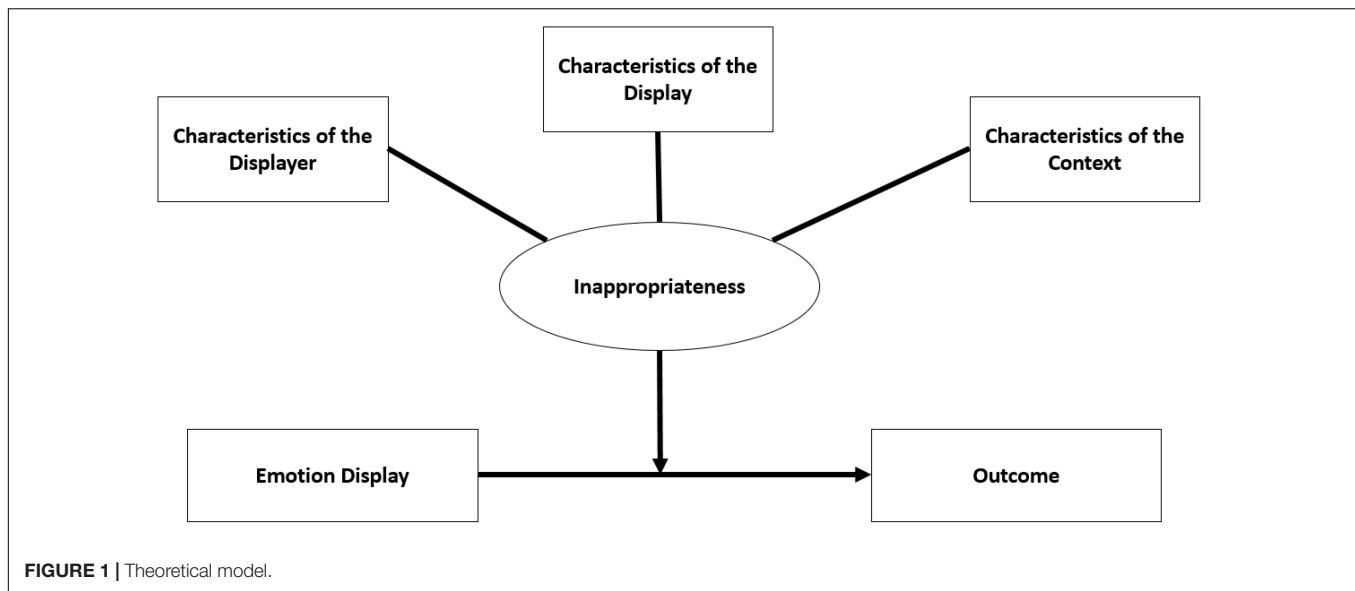 Characteristics of the
Display
Characteristics of the
Displayer
Characteristics of the
Context
Inappropriateness
Emotion Display
Outcome
FIGURE 1 | Theoretical model.